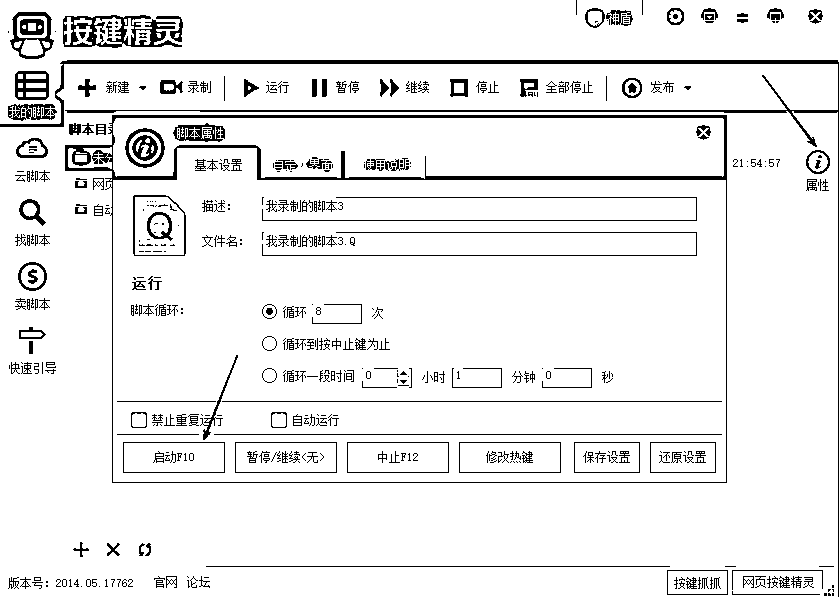 神盾
按键精灵
新建 录制 运行 暂停 继续 停止 全部停止 发布
我的脚本
云脚本
找脚本
卖脚本
快速引导
脚本目
网页
自动
脚本属性
基本设置 使用说明
21:54:57
属性
描述: 我录制的脚本3
文件名: 我录制的脚本3.Q
运行
脚本循环: 循环 8 次
循环到按中止键为止
循环一段时间 0 小时 1 分钟 0 秒
禁止重复运行 自动运行
启动F10 暂停/继续<无> 中止F12 修改热键 保存设置 还原设置
版本号: 2014.05.17762 官网 论坛
按键抓抓 网页按键精灵